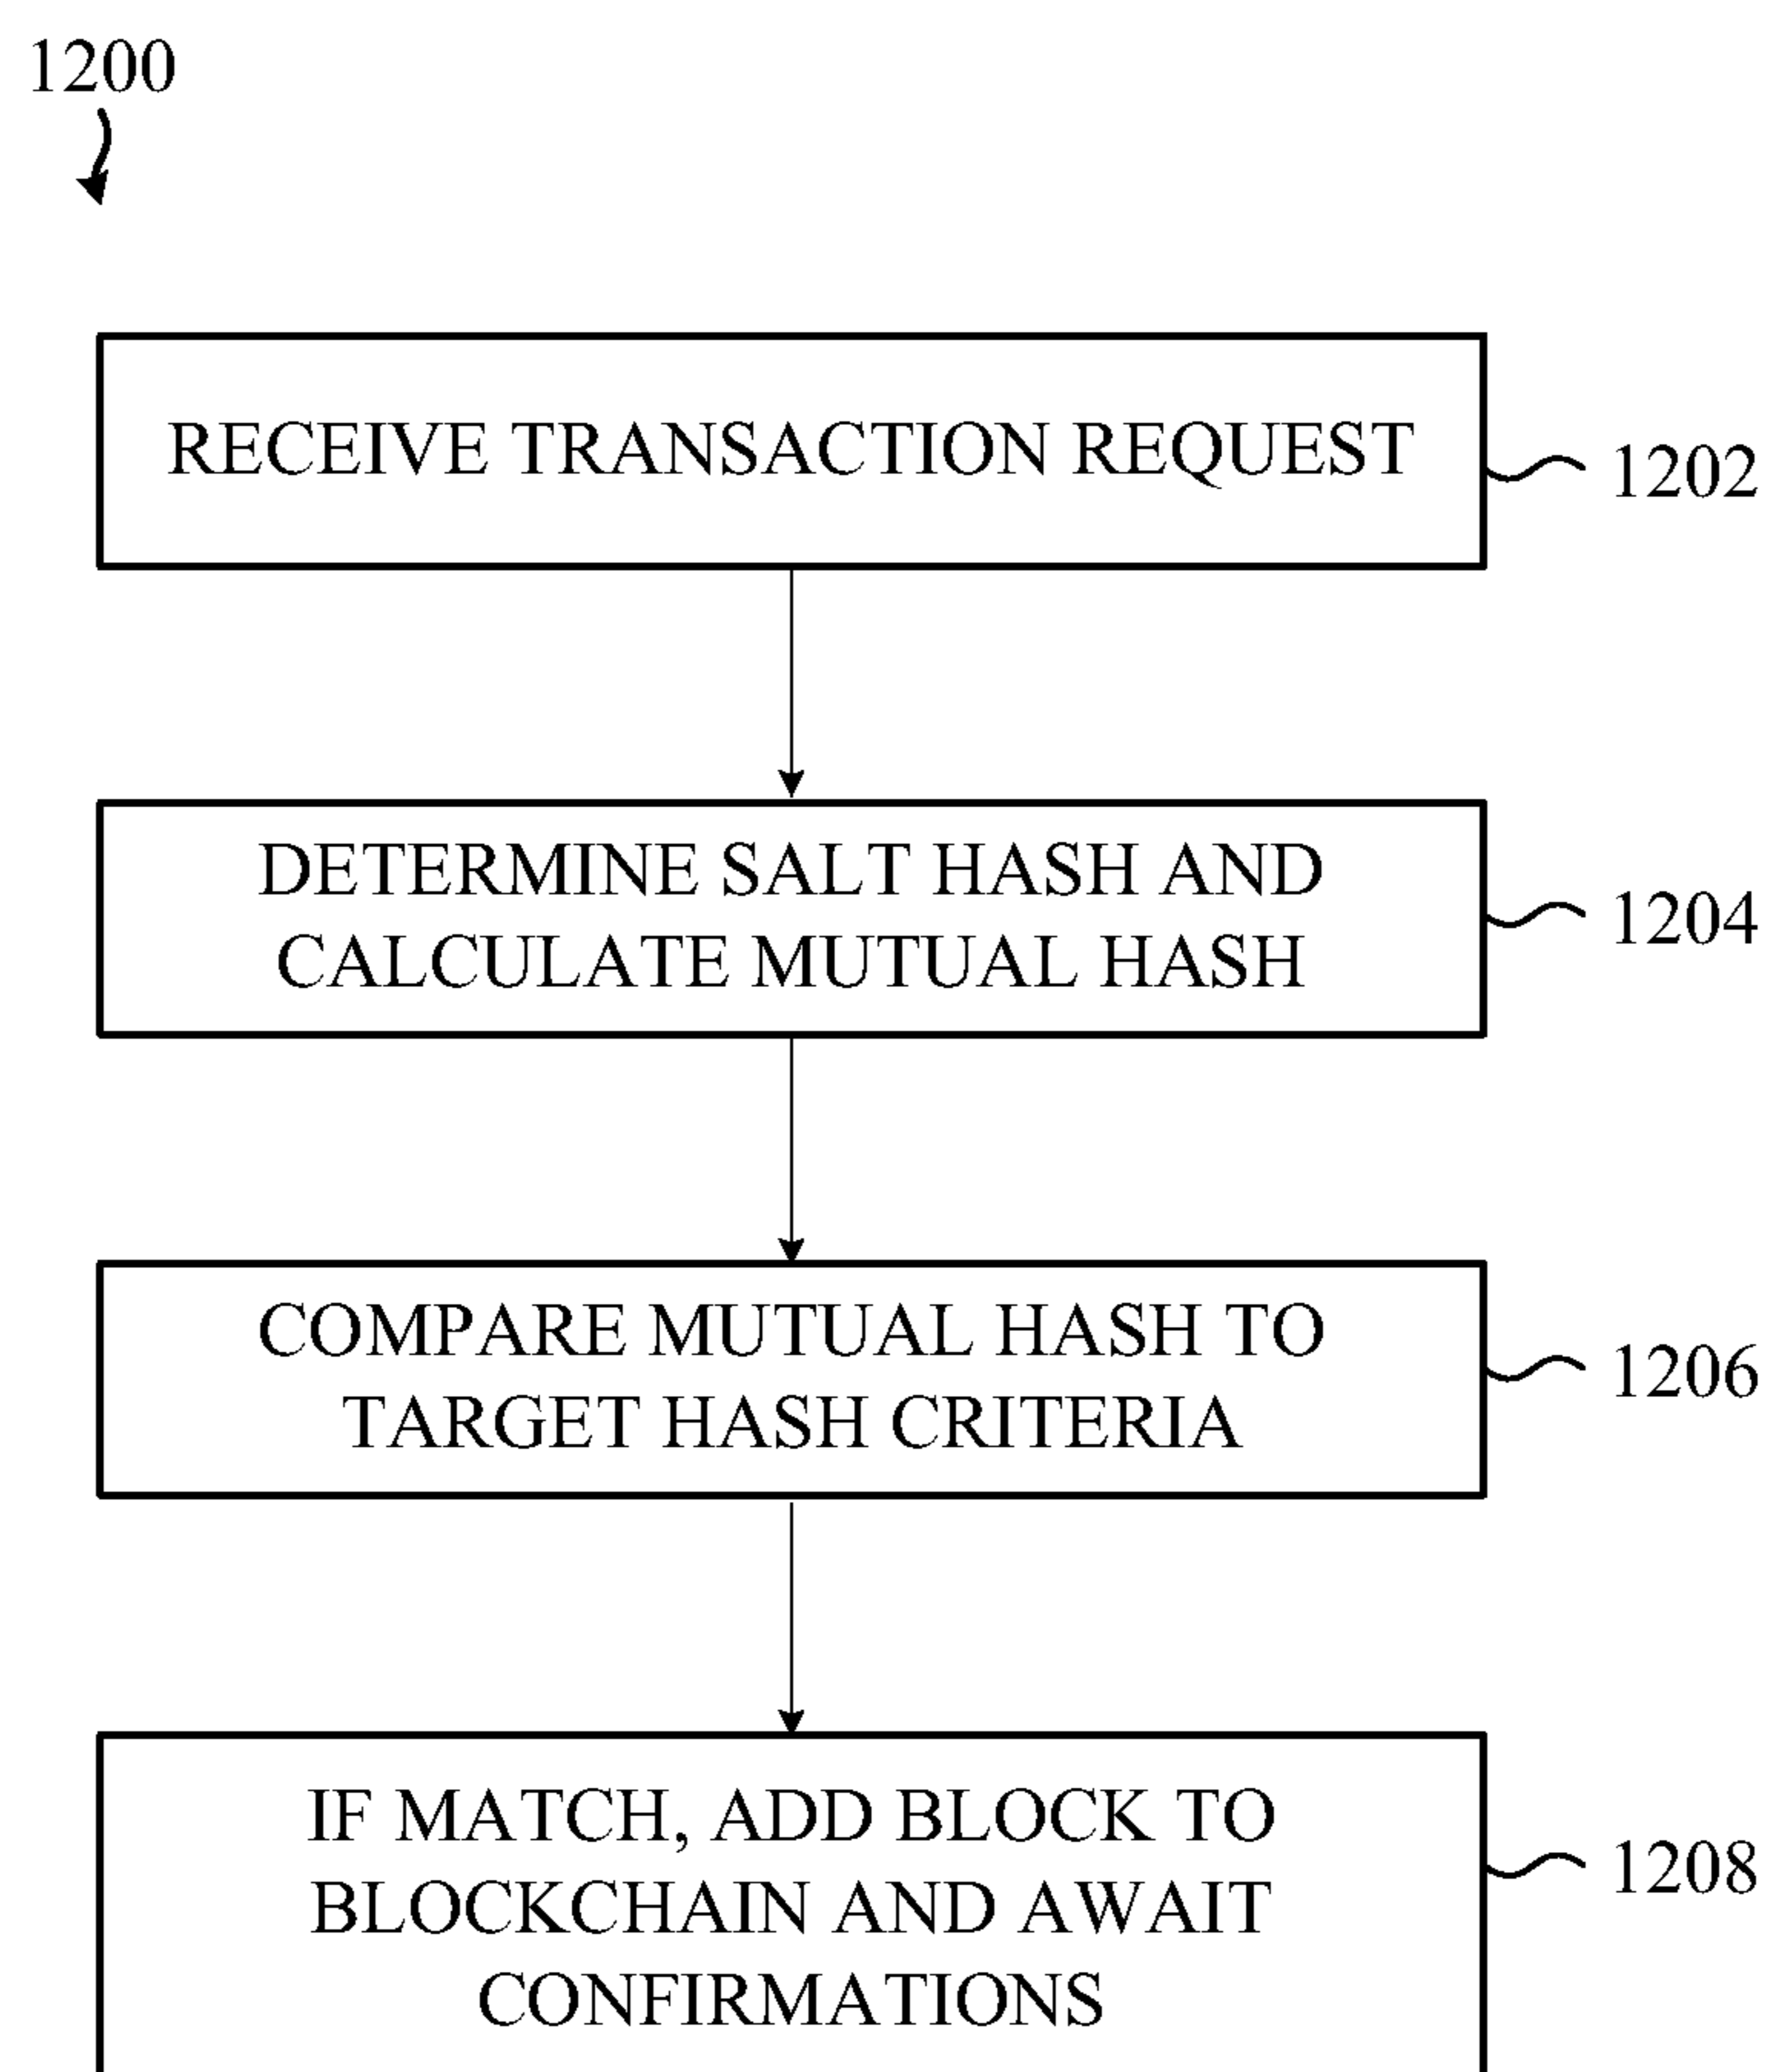 1200
RECEIVE TRANSACTION REQUEST
1202
DETERMINE SALT HASH AND
CALCULATE MUTUAL HASH
1204
COMPARE MUTUAL HASH TO
TARGET HASH CRITERIA
1206
IF MATCH, ADD BLOCK TO
BLOCKCHAIN AND AWAIT
CONFIRMATIONS
1208